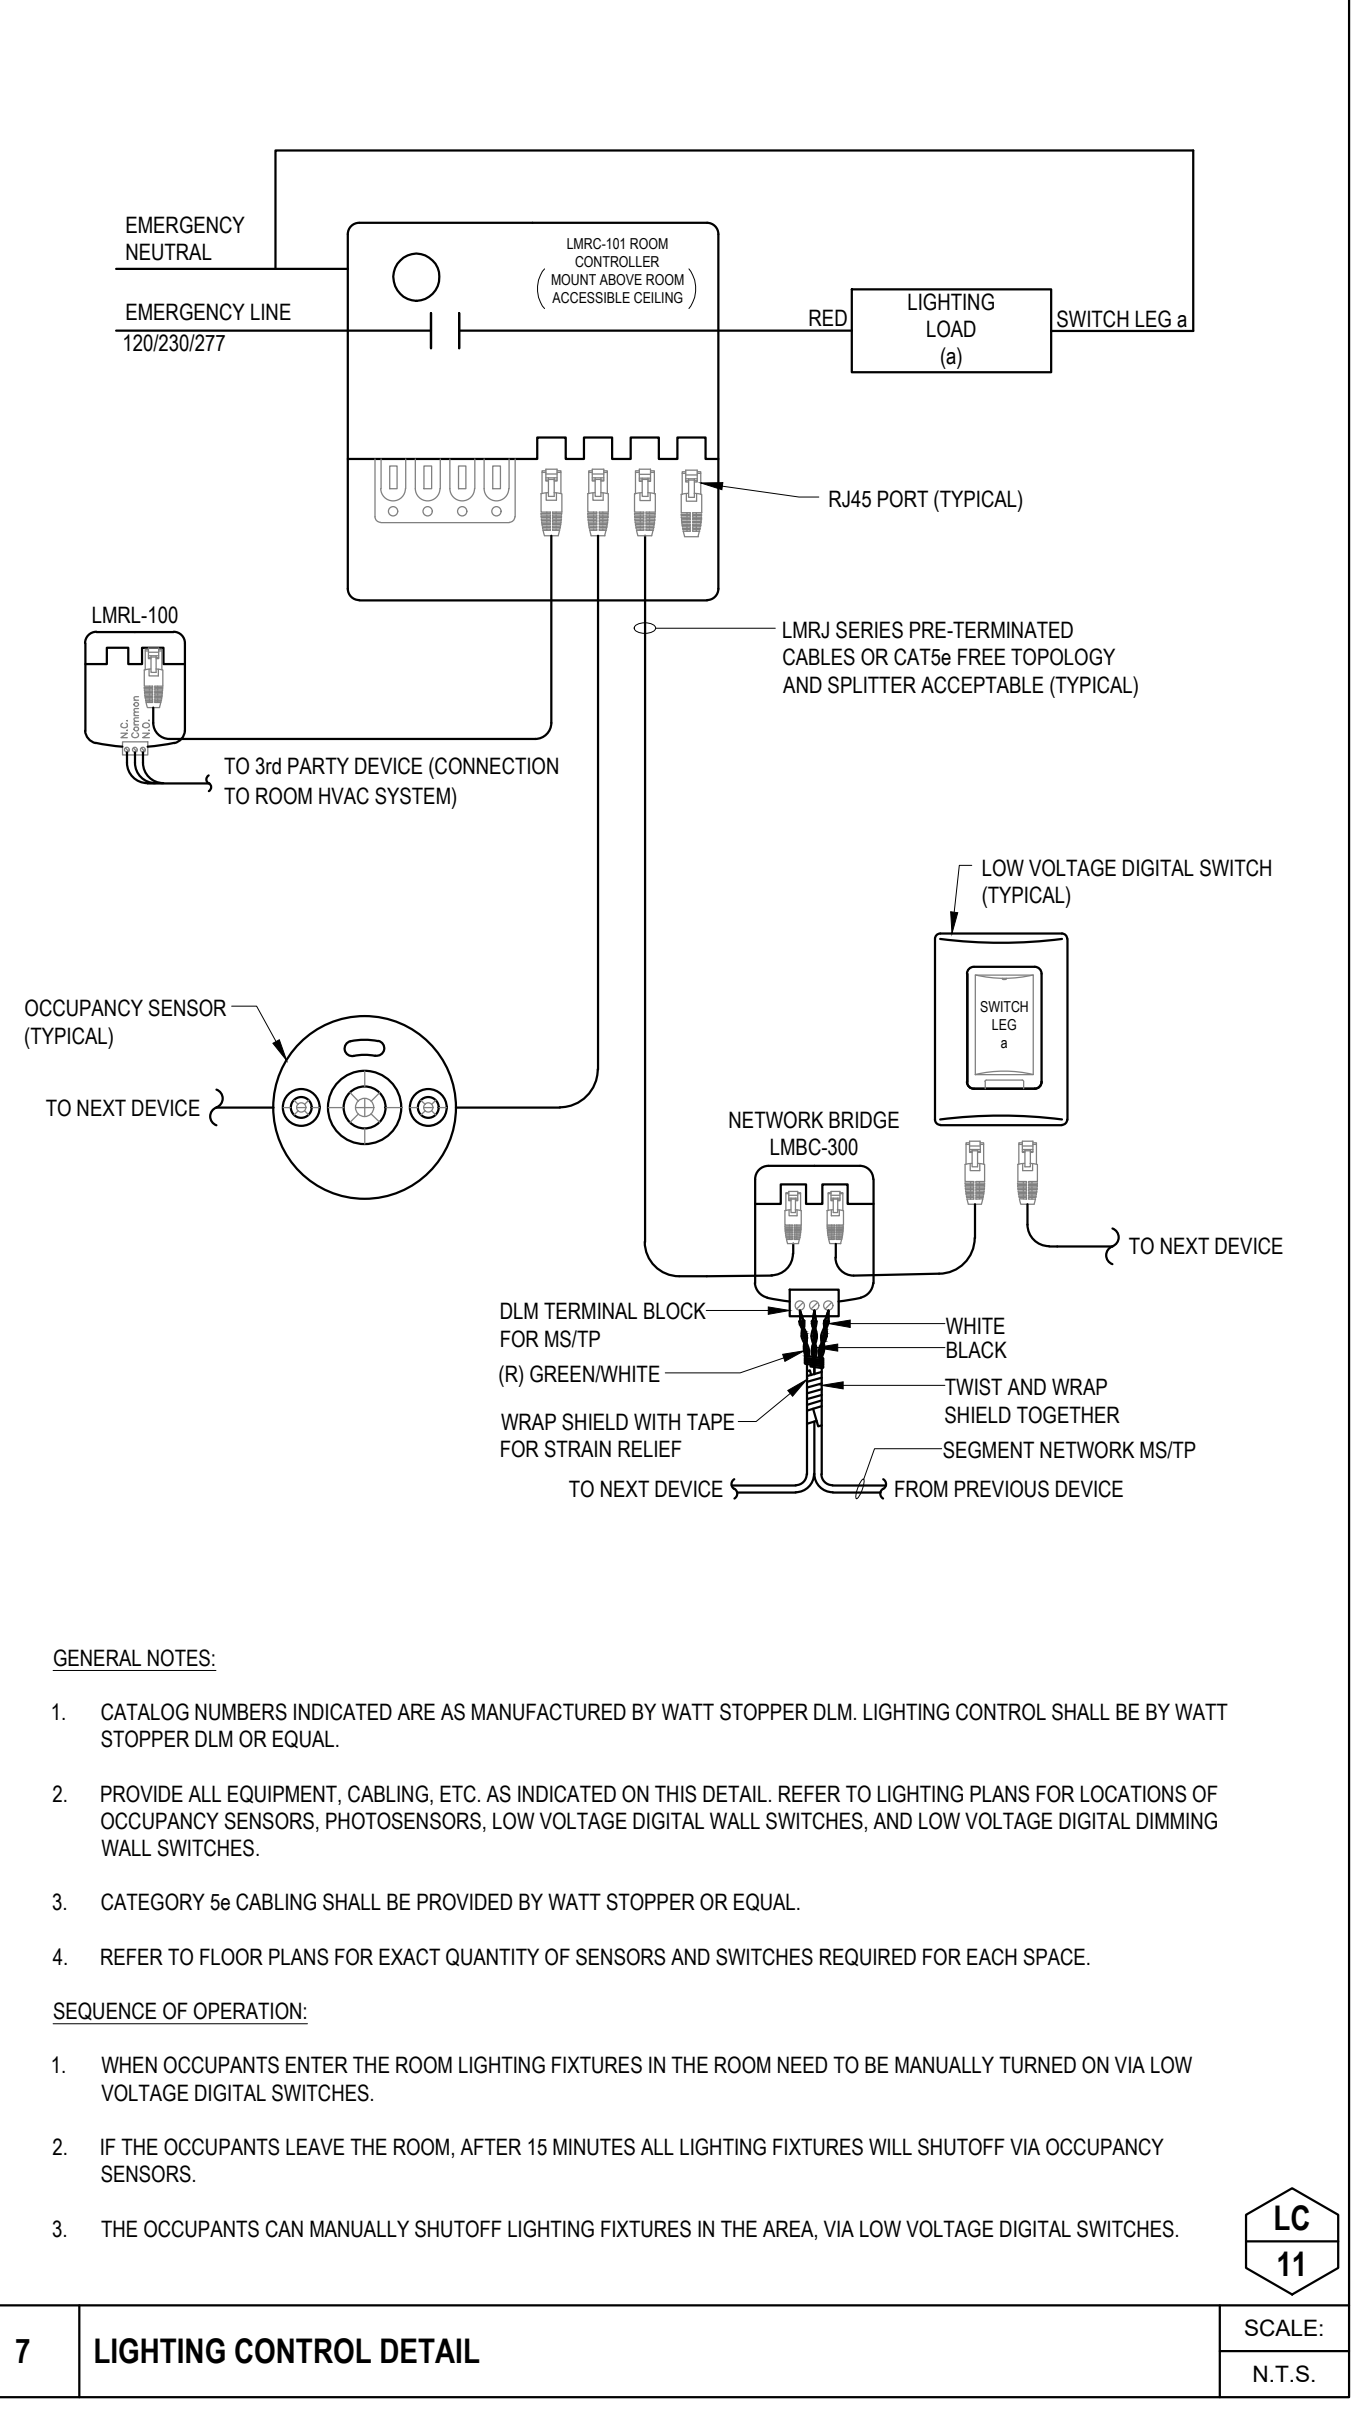 EMERGENCY
NEUTRAL
LMRC-101 ROOM
CONTROLLER
(MOUNT ABOVE ROOM
ACCESSIBLE CEILING)
EMERGENCY LINE
120/230/277
RED
LIGHTING
LOAD
(a)
SWITCH LEG a
RJ45 PORT (TYPICAL)
LMRL-100
N.C.
Common
N.O.
LMRJ SERIES PRE-TERMINATED
CABLES OR CAT5e FREE TOPOLOGY
AND SPLITTER ACCEPTABLE (TYPICAL)
TO 3rd PARTY DEVICE (CONNECTION
TO ROOM HVAC SYSTEM)
LOW VOLTAGE DIGITAL SWITCH
(TYPICAL)
SWITCH
LEG
a
OCCUPANCY SENSOR
(TYPICAL)
TO NEXT DEVICE
NETWORK BRIDGE
LMBC-300
TO NEXT DEVICE
DLM TERMINAL BLOCK
FOR MS/TP
WHITE
BLACK
(R) GREEN/WHITE
TWIST AND WRAP
SHIELD TOGETHER
WRAP SHIELD WITH TAPE
FOR STRAIN RELIEF
SEGMENT NETWORK MS/TP
TO NEXT DEVICE
FROM PREVIOUS DEVICE
GENERAL NOTES:
1. CATALOG NUMBERS INDICATED ARE AS MANUFACTURED BY WATT STOPPER DLM. LIGHTING CONTROL SHALL BE BY WATT
STOPPER DLM OR EQUAL.
2. PROVIDE ALL EQUIPMENT, CABLING, ETC. AS INDICATED ON THIS DETAIL. REFER TO LIGHTING PLANS FOR LOCATIONS OF
OCCUPANCY SENSORS, PHOTOSENSORS, LOW VOLTAGE DIGITAL WALL SWITCHES, AND LOW VOLTAGE DIGITAL DIMMING
WALL SWITCHES.
3. CATEGORY 5e CABLING SHALL BE PROVIDED BY WATT STOPPER OR EQUAL.
4. REFER TO FLOOR PLANS FOR EXACT QUANTITY OF SENSORS AND SWITCHES REQUIRED FOR EACH SPACE.
SEQUENCE OF OPERATION:
1. WHEN OCCUPANTS ENTER THE ROOM LIGHTING FIXTURES IN THE ROOM NEED TO BE MANUALLY TURNED ON VIA LOW
VOLTAGE DIGITAL SWITCHES.
2. IF THE OCCUPANTS LEAVE THE ROOM, AFTER 15 MINUTES ALL LIGHTING FIXTURES WILL SHUTOFF VIA OCCUPANCY
SENSORS.
3. THE OCCUPANTS CAN MANUALLY SHUTOFF LIGHTING FIXTURES IN THE AREA, VIA LOW VOLTAGE DIGITAL SWITCHES.
LC
11
7
LIGHTING CONTROL DETAIL
SCALE:
N.T.S.